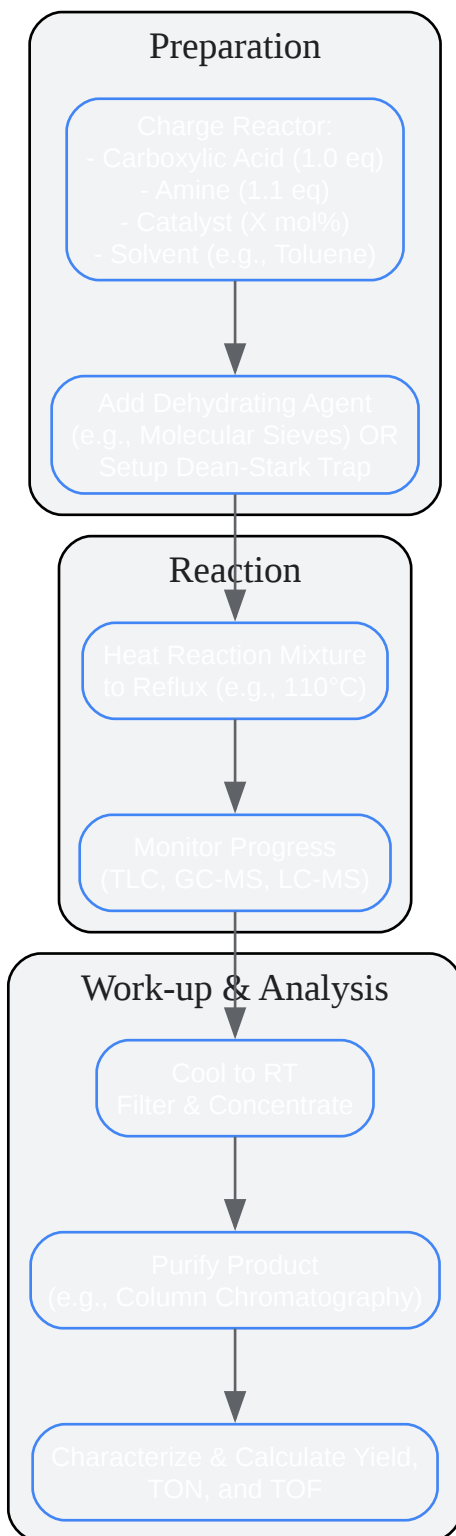 Preparation
Charge Reactor:
- Carboxylic Acid (1.0 eq)
- Amine (1.1 eq)
- Catalyst (X mol%)
- Solvent (e.g., Toluene)
Add Dehydrating Agent
(e.g., Molecular Sieves) OR
Setup Dean-Stark Trap
Reaction
Heat Reaction Mixture
to Reflux (e.g., 110°C)
Monitor Progress
(TLC, GC-MS, LC-MS)
Work-up & Analysis
Cool to RT
Filter & Concentrate
Purify Product
(e.g., Column Chromatography)
Characterize & Calculate Yield,
TON, and TOF